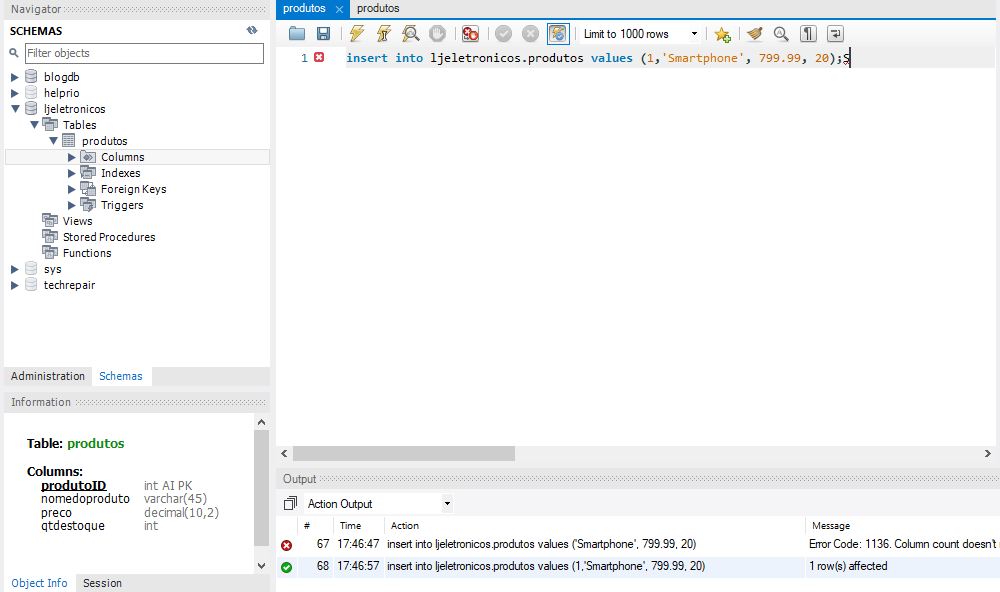 Navigator
SCHEMAS
Filter objects
blogdb
helprio
ljeletronicos
Tables
produtos
Columns
Indexes
Foreign Keys
Triggers
Views
Stored Procedures
Functions
sys
techrepair
Administration Schemas
Information
Table: produtos
Columns:
produtoID int AI PK
nomedoproduto varchar(45)
preco decimal(10,2)
qtdestoque int
Object Info Session
produtos produtos
Limit to 1000 rows
1 insert into ljeletronicos.produtos values (1,'Smartphone', 799.99, 20);S
Output
Action Output
# Time Action Message
67 17:46:47 insert into ljeletronicos.produtos values ('Smartphone', 799.99, 20) Error Code: 1136. Column count doesn't
68 17:46:57 insert into ljeletronicos.produtos values (1,'Smartphone', 799.99, 20) 1 row(s) affected